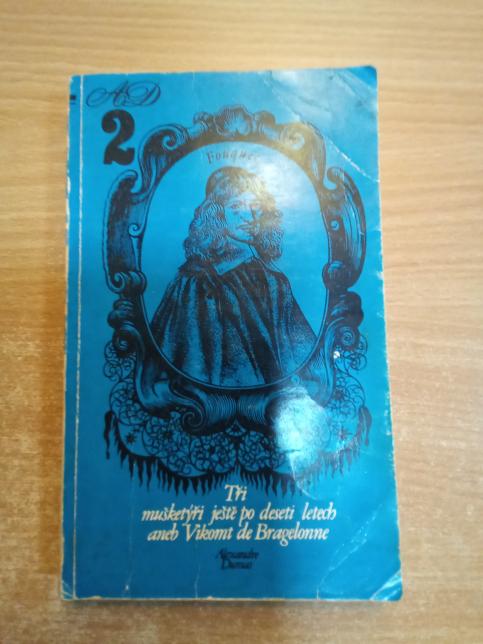 AD
2
Fouquet
Tři
mušketýři ještě po deseti letech
aneb Vikomt de Bragelonne
Alexandre
Dumas